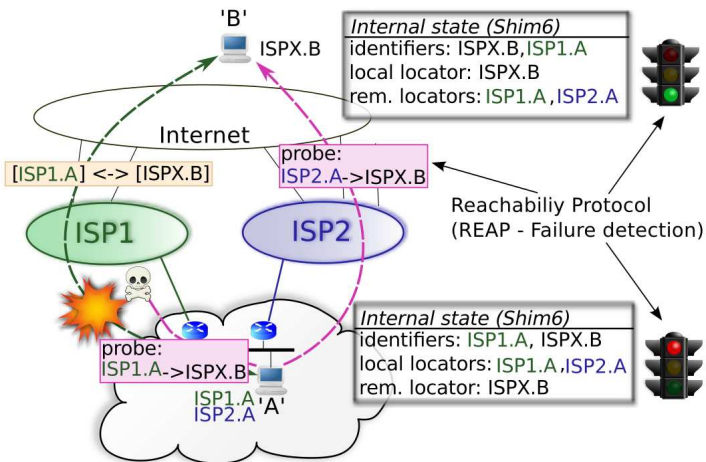 'B'
ISPX.B
Internal state (Shim6)
identifiers: ISPX.B,ISP1.A
local locator: ISPX.B
rem. locators: ISP1.A,ISP2.A
Internet
[ISP1.A] <-> [ISPX.B]
probe:
ISP2.A->ISPX.B
Reachabiliy Protocol
(REAP - Failure detection)
ISP1
ISP2
Internal state (Shim6)
identifiers: ISP1.A, ISPX.B
local locators: ISP1.A,ISP2.A
rem. locator: ISPX.B
probe:
ISP1.A->ISPX.B
ISP1.A
ISP2.A
'A'